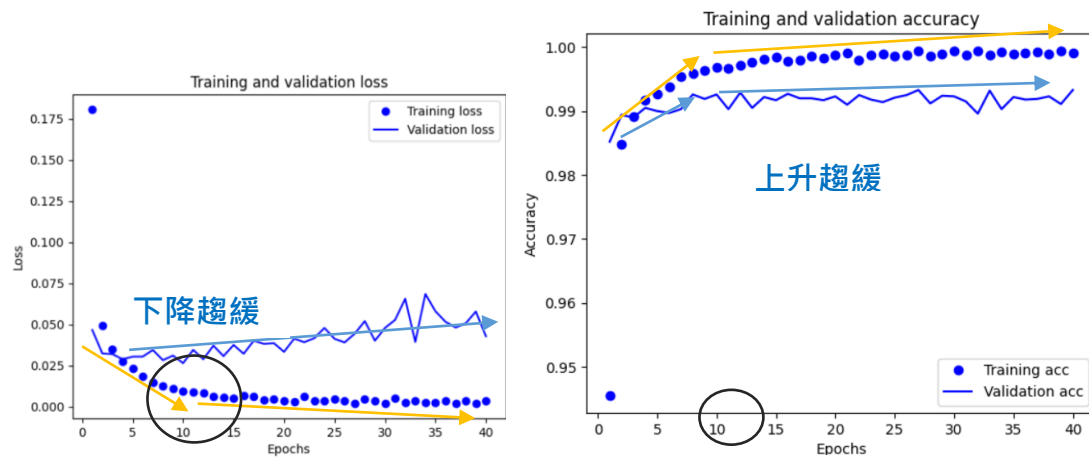 Training and validation loss
Training loss
Validation loss
0.175
0.150
0.125
0.100
0.075
0.050
0.025
0.000
Loss
下降趨緩
0 5 10 15 20 25 30 35 40
Epochs
Training and validation accuracy
1.00
0.99
0.98
0.97
0.96
0.95
Accuracy
上升趨緩
Training acc
Validation acc
0 5 10 15 20 25 30 35 40
Epochs